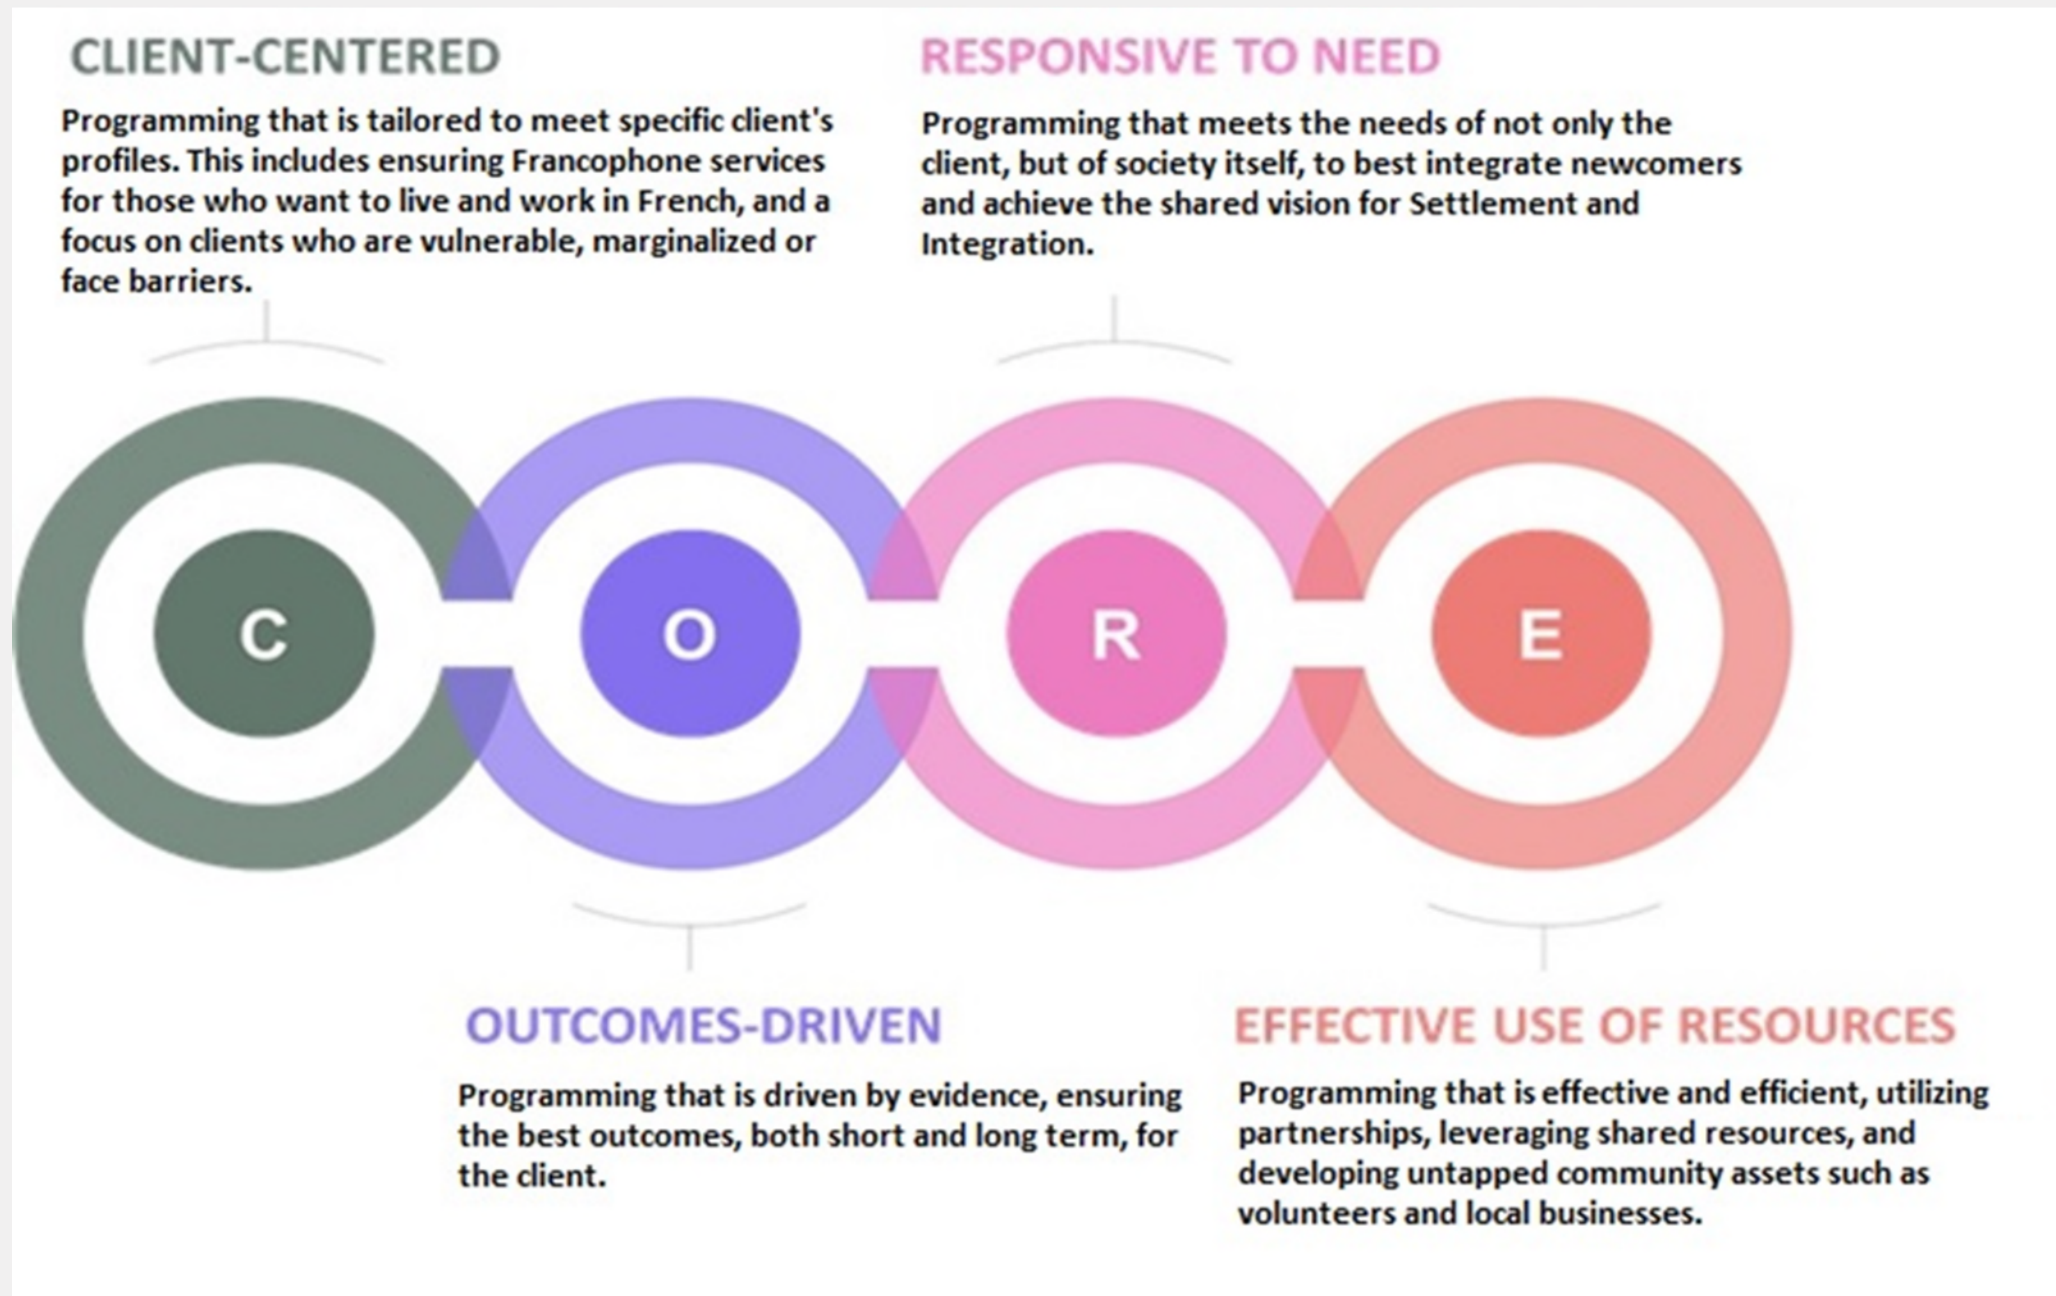 CLIENT-CENTERED
Programming that is tailored to meet specific client's
profiles. This includes ensuring Francophone services
for those who want to live and work in French, and a
focus on clients who are vulnerable, marginalized or
face barriers.
RESPONSIVE TO NEED
Programming that meets the needs of not only the
client, but of society itself, to best integrate newcomers
and achieve the shared vision for Settlement and
Integration.
C
O
R
E
OUTCOMES-DRIVEN
Programming that is driven by evidence, ensuring
the best outcomes, both short and long term, for
the client.
EFFECTIVE USE OF RESOURCES
Programming that is effective and efficient, utilizing
partnerships, leveraging shared resources, and
developing untapped community assets such as
volunteers and local businesses.